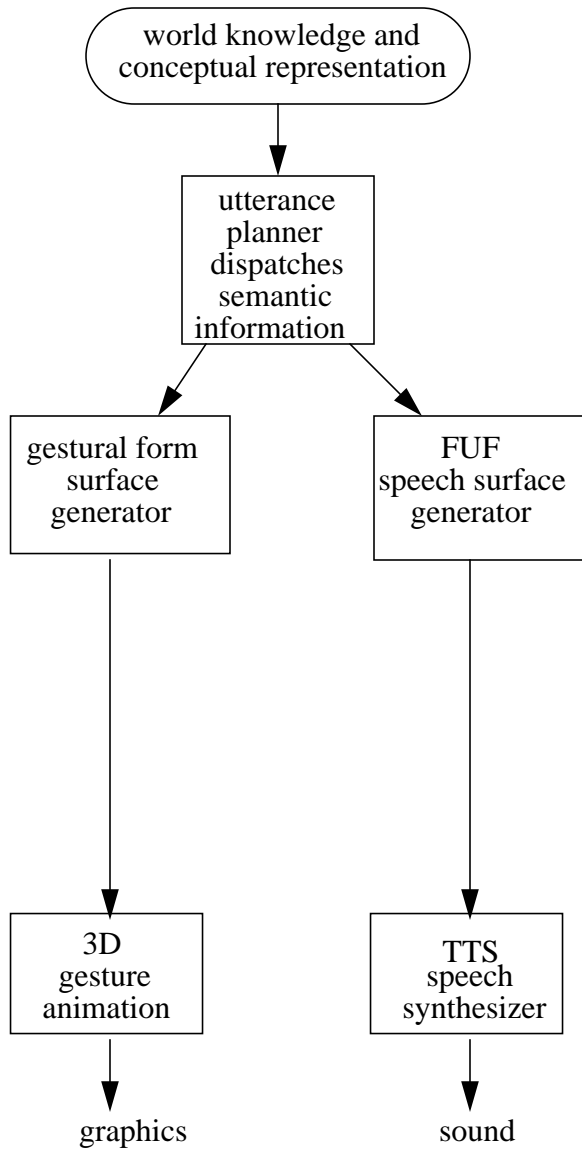 world knowledge and
conceptual representation
utterance
planner
dispatches
semantic
information
gestural form
surface
generator
FUF
speech surface
generator
3D
gesture
animation
TTS
speech
synthesizer
graphics
sound